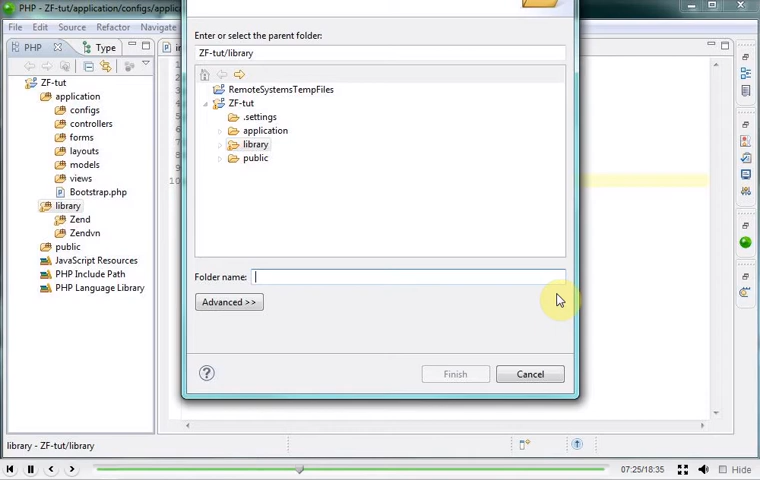 PHP - ZF-tut/application/configs/applic
File Edit Source Refactor Navigate
PHP
Type
Enter or select the parent folder:
ZF-tut/library
RemoteSystemsTempFiles
ZF-tut
.settings
application
library
public
Folder name:
Advanced >>
Finish
Cancel
ZF-tut
application
configs
controllers
forms
layouts
models
views
Bootstrap.php
library
Zend
Zendvn
public
JavaScript Resources
PHP Include Path
PHP Language Library
library - ZF-tut/library
07:25/18:35
Hide